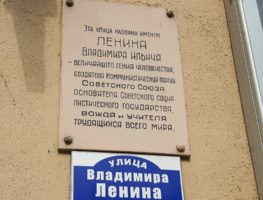 Эта улица названа именем
ЛЕНИНА
Владимира Ильича
– величайшего гения человечества,
создателя Коммунистической партии
Советского Союза
основателя Советского социа-
листического государства,
вождя и учителя
трудящихся всего мира.
УЛИЦА
Владимира
Ленина